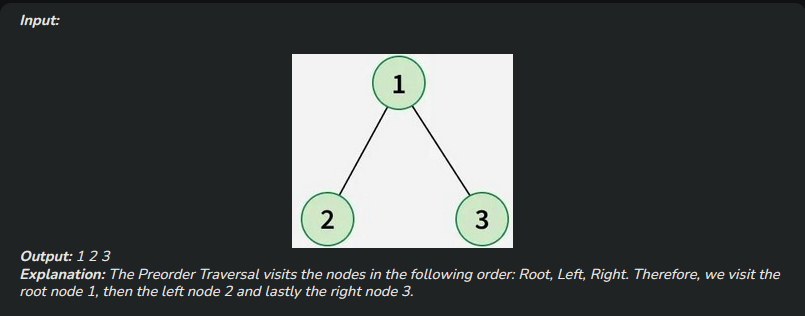 Input:
1
2 3
Output: 1 2 3
Explanation: The Preorder Traversal visits the nodes in the following order: Root, Left, Right. Therefore, we visit the
root node 1, then the left node 2 and lastly the right node 3.